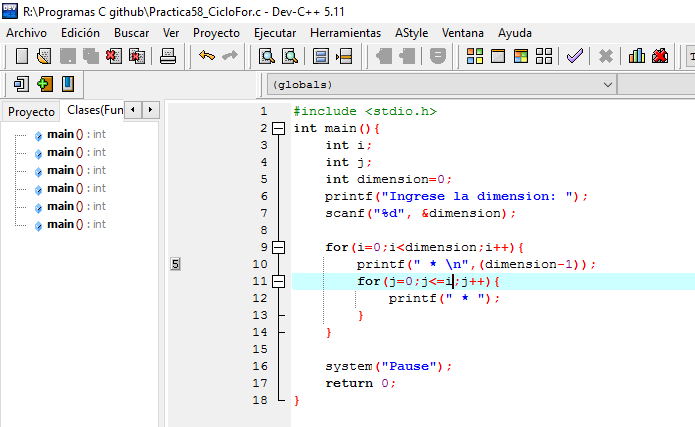 R:\Programas C github\Practica58_CicloFor.c - Dev-C++ 5.11
Archivo Edición Buscar Ver Proyecto Ejecutar Herramientas AStyle Ventana Ayuda
(globals)
Proyecto Clases(Fun
main() : int
main() : int
main() : int
main() : int
main() : int
main() : int
5
1 #include <stdio.h>
2 int main(){
3 int i;
4 int j;
5 int dimension=0;
6 printf("Ingrese la dimension: ");
7 scanf("%d", &dimension);
8
9 for(i=0;i<dimension;i++){
10 printf(" * \n",(dimension-1));
11 for(j=0;j<=i;j++){
12 printf(" * ");
13 }
14 }
15
16 system("Pause");
17 return 0;
18 }